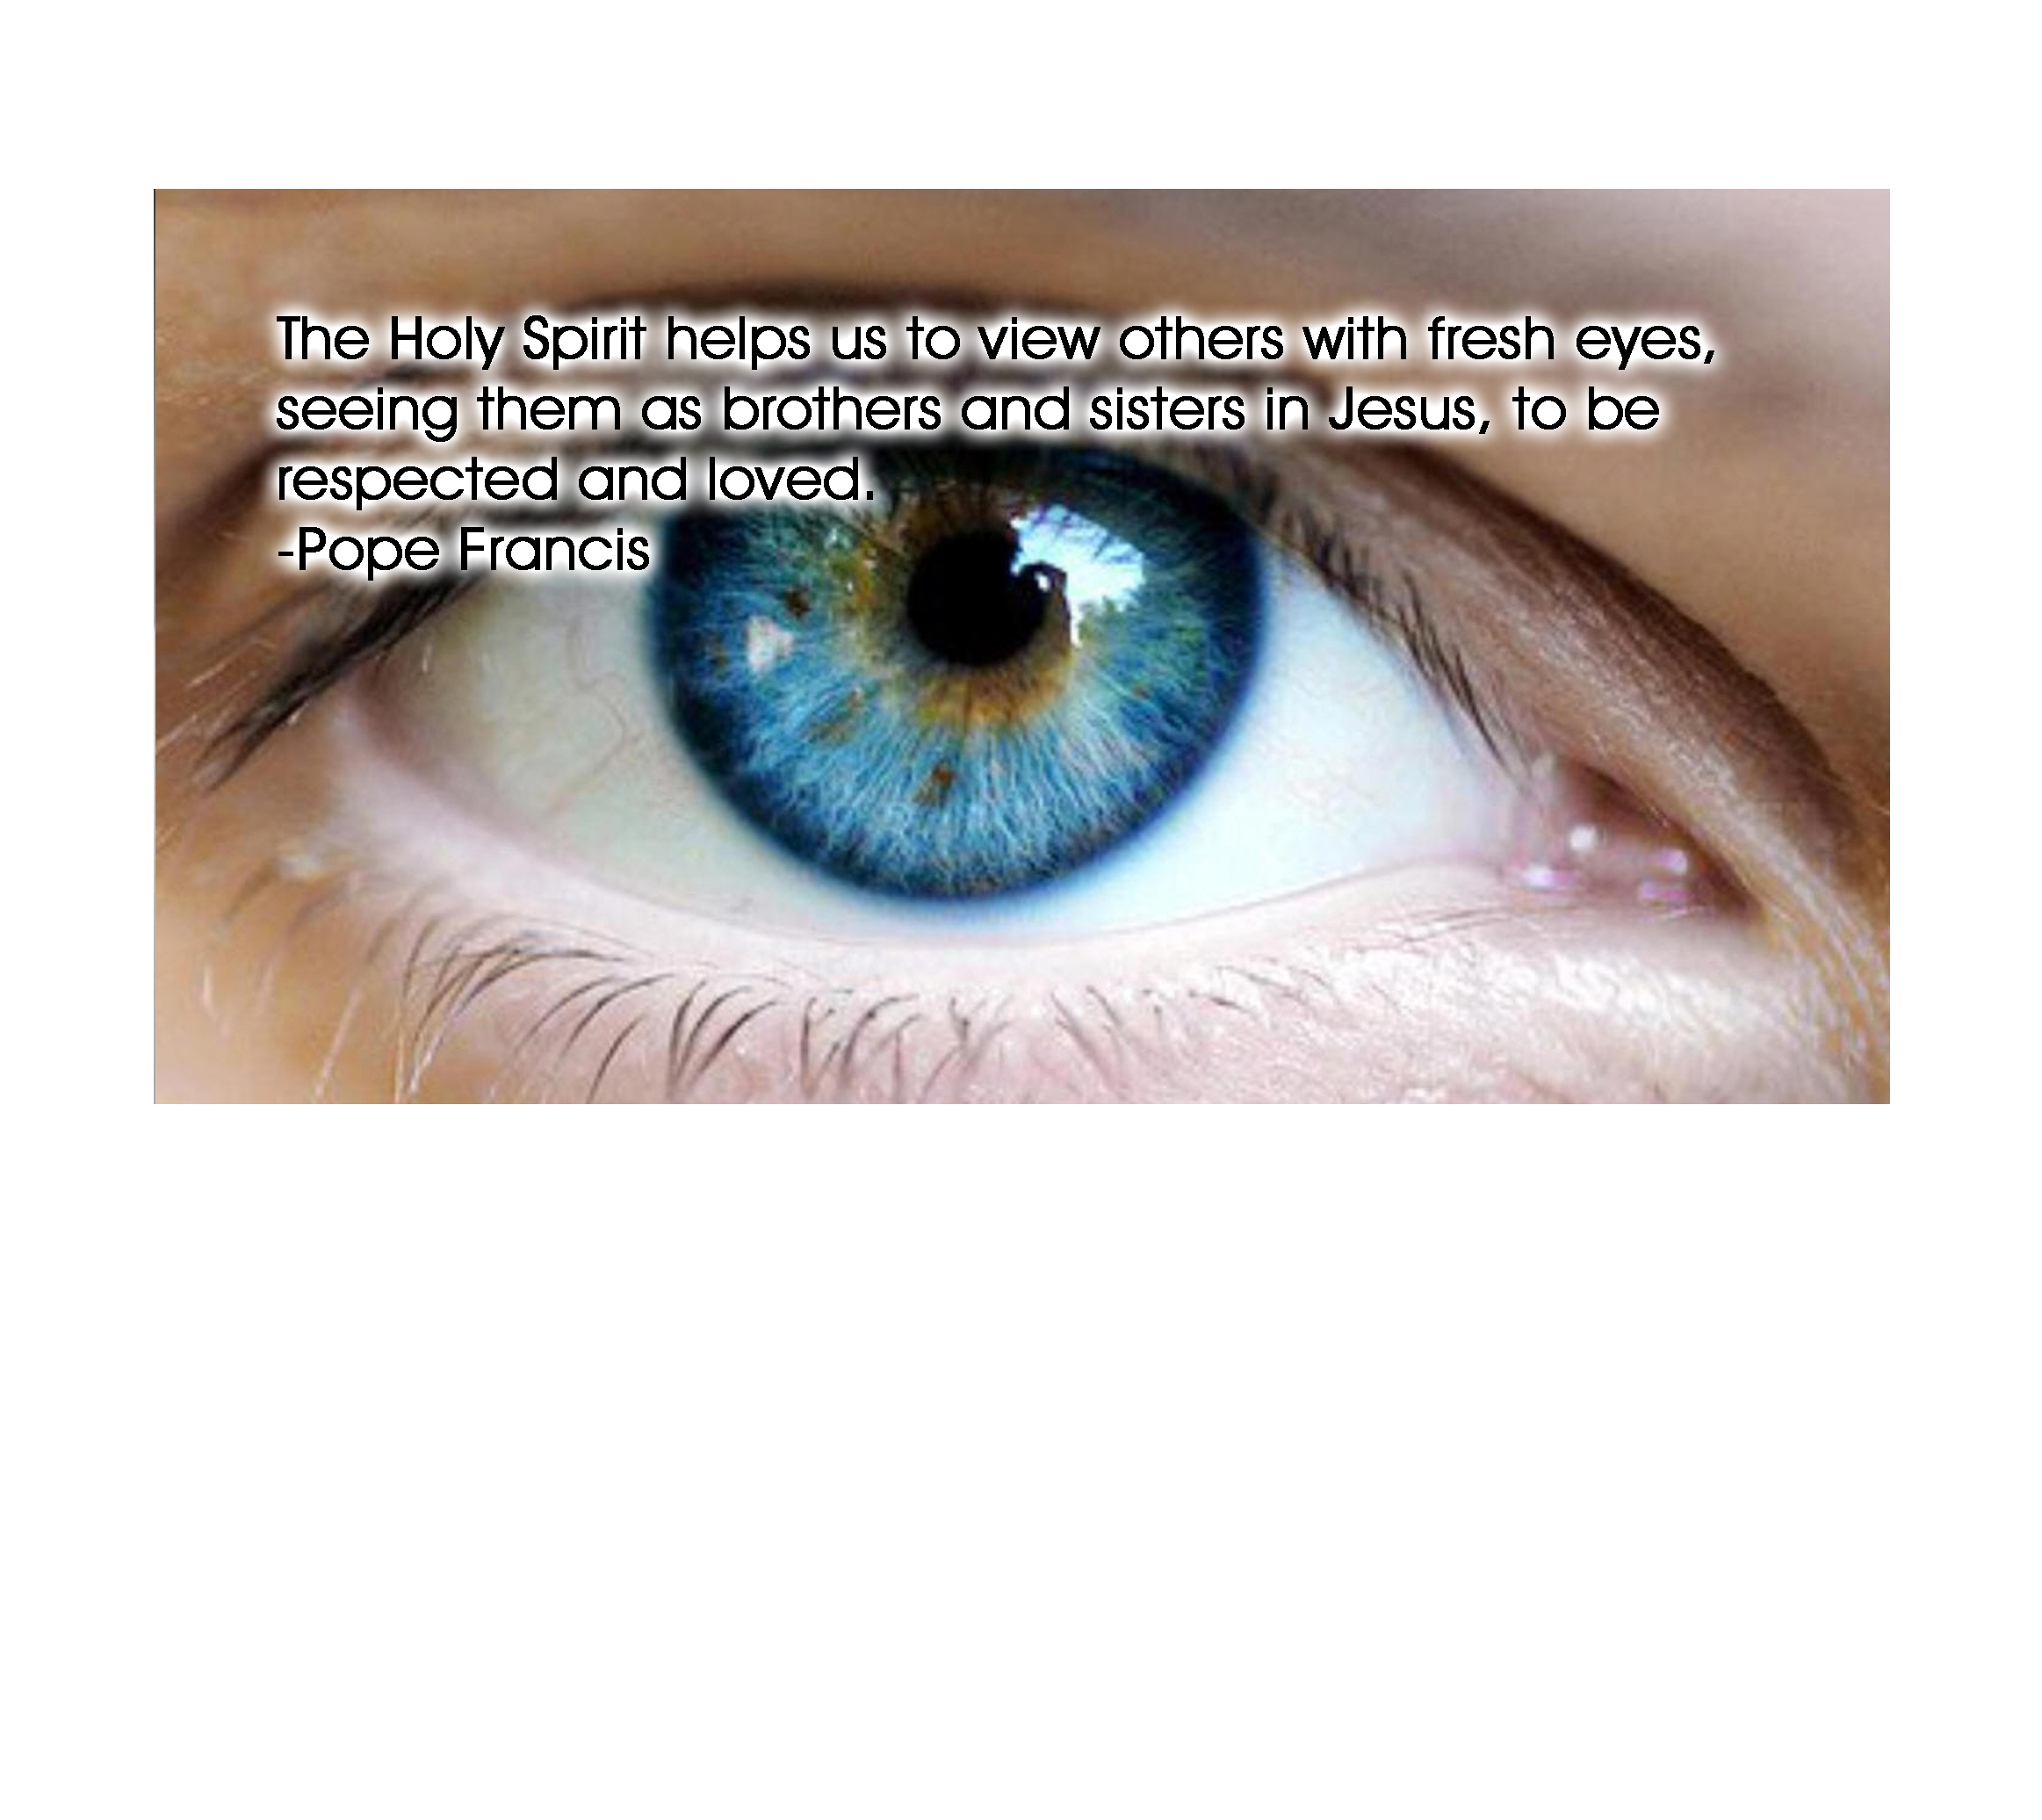 The Holy Spirit helps us to view others with fresh eyes,
seeing them as brothers and sisters in Jesus, to be
respected and loved.
-Pope Francis